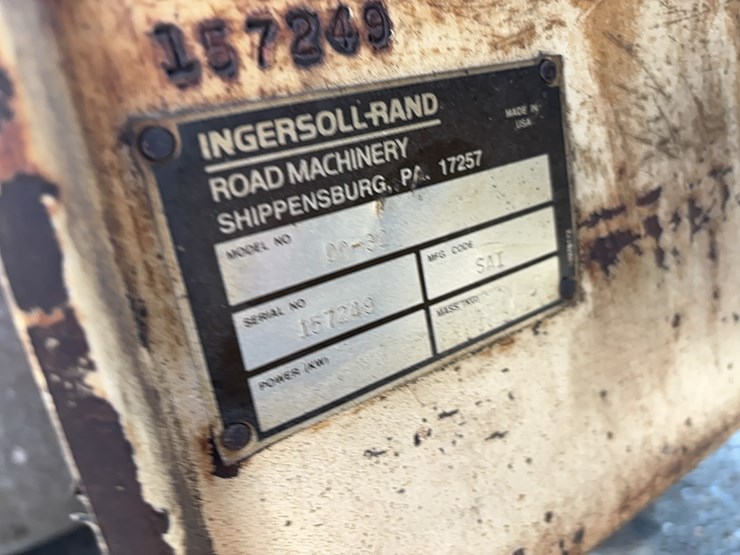 157249
INGERSOLL-RAND
MADE IN
USA
ROAD MACHINERY
SHIPPENSBURG, PA. 17257
MODEL NO
SERIAL NO 157249
MFG CODE SAI
POWER (KW)
MASS (KG)